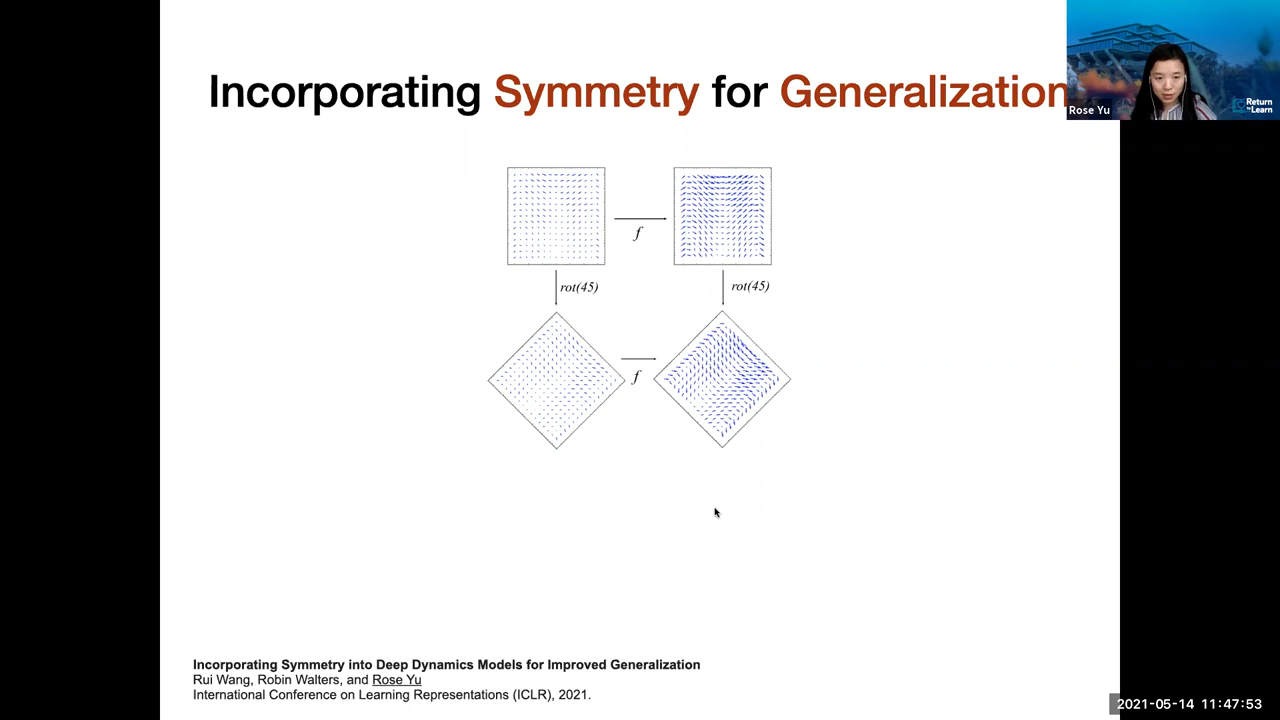 Incorporating Symmetry for Generalization
Rose Yu
Return
to Learn
f
rot(45)
rot(45)
f
Incorporating Symmetry into Deep Dynamics Models for Improved Generalization
Rui Wang, Robin Walters, and Rose Yu
International Conference on Learning Representations (ICLR), 2021.
2021-05-14 11:47:53